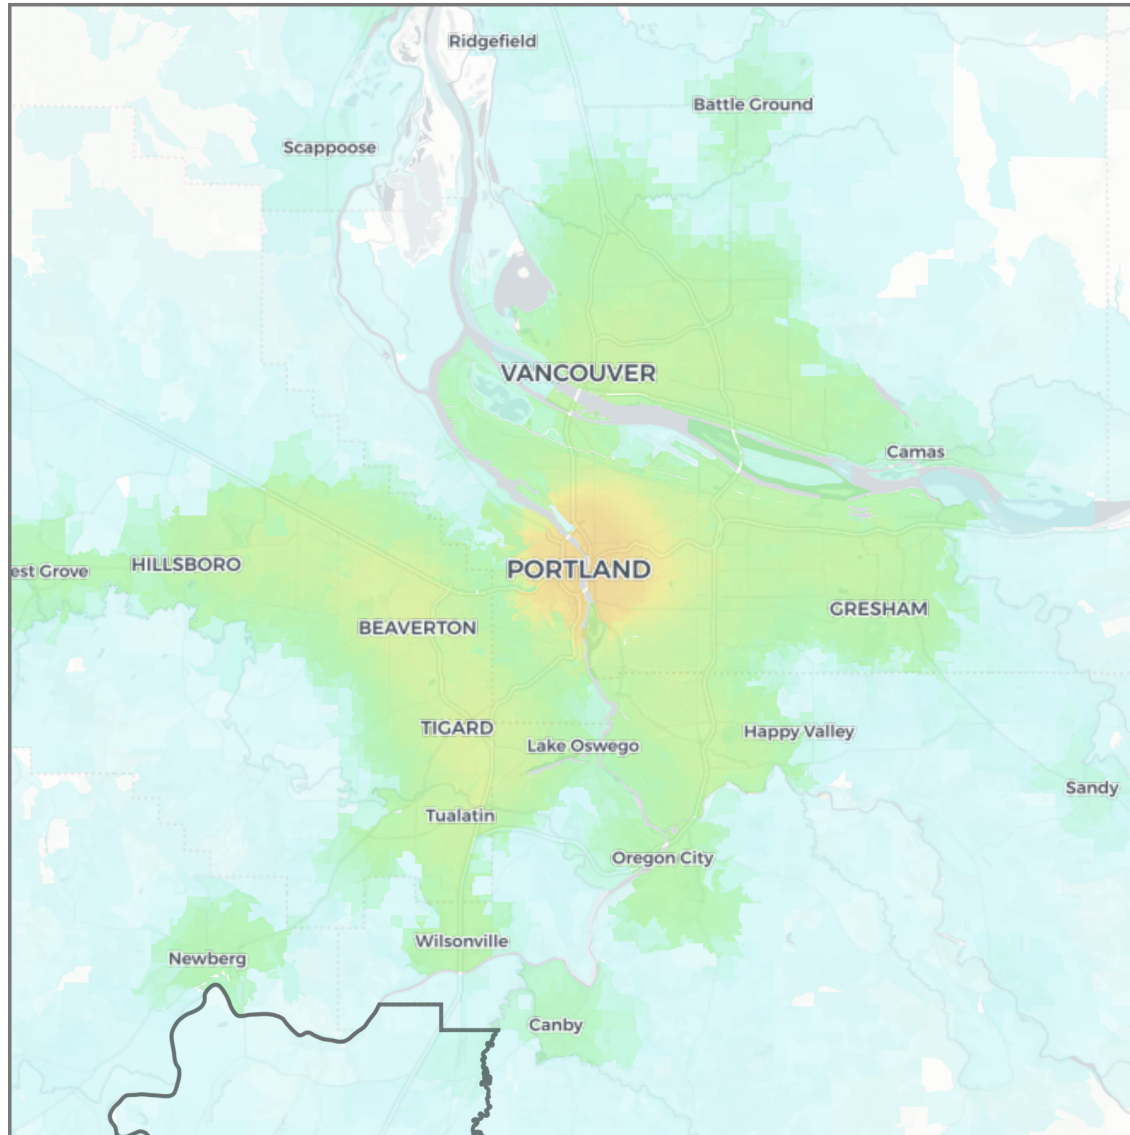 Ridgefield
Battle Ground
Scappoose
VANCOUVER
Camas
HILLSBORO
est Grove
PORTLAND
GRESHAM
BEAVERTON
TIGARD
Happy Valley
Lake Oswego
Sandy
Tualatin
Oregon City
Wilsonville
Newberg
Canby